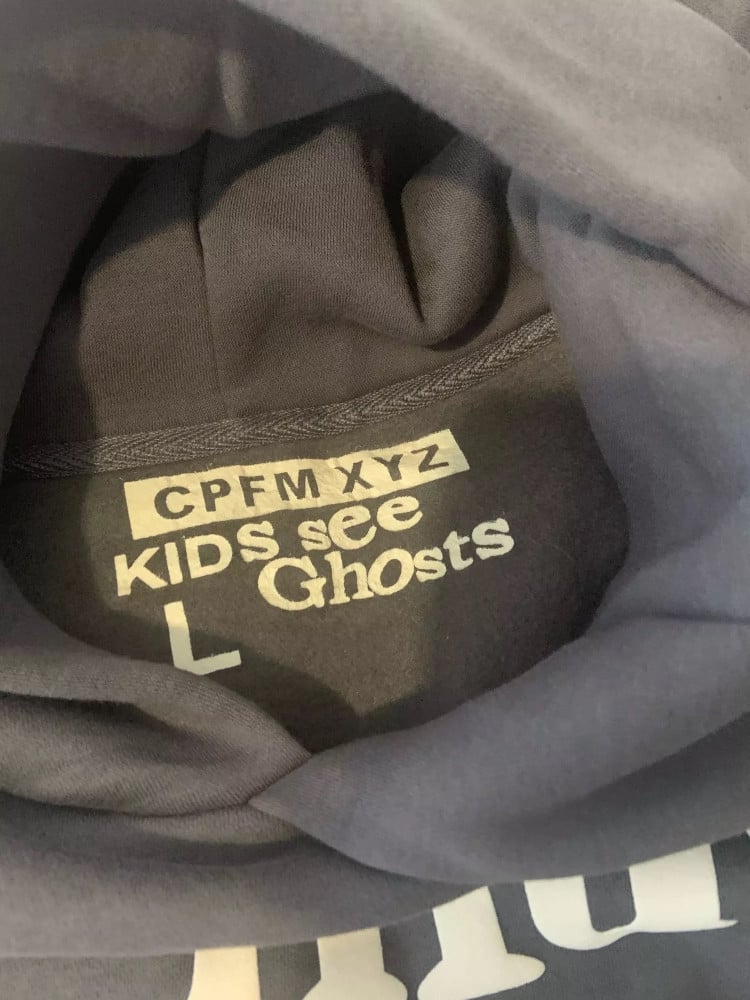 CPFM XYZ
KIDS see
Ghosts
L